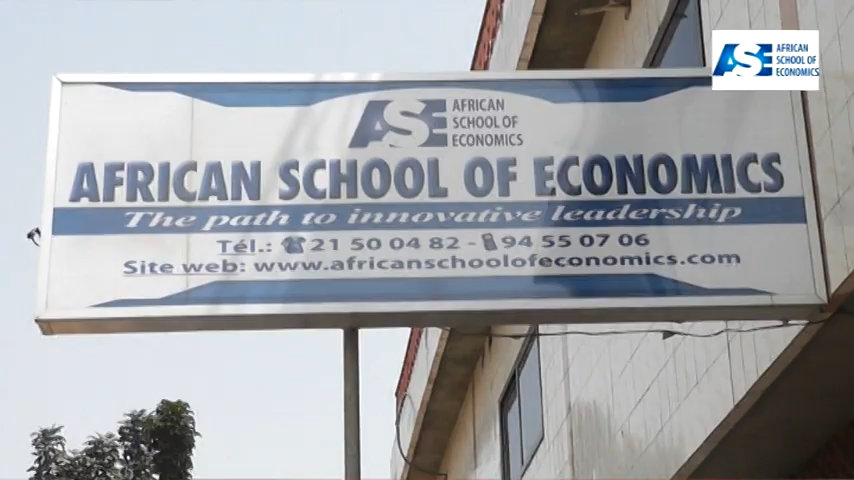 ASE AFRICAN
SCHOOL OF
ECONOMICS
ASE AFRICAN
SCHOOL OF
ECONOMICS
AFRICAN SCHOOL OF ECONOMICS
The path to innovative leadership
Tél.: 21 50 04 82 - 94 55 07 06
Site web: www.africanschoolofeconomics.com